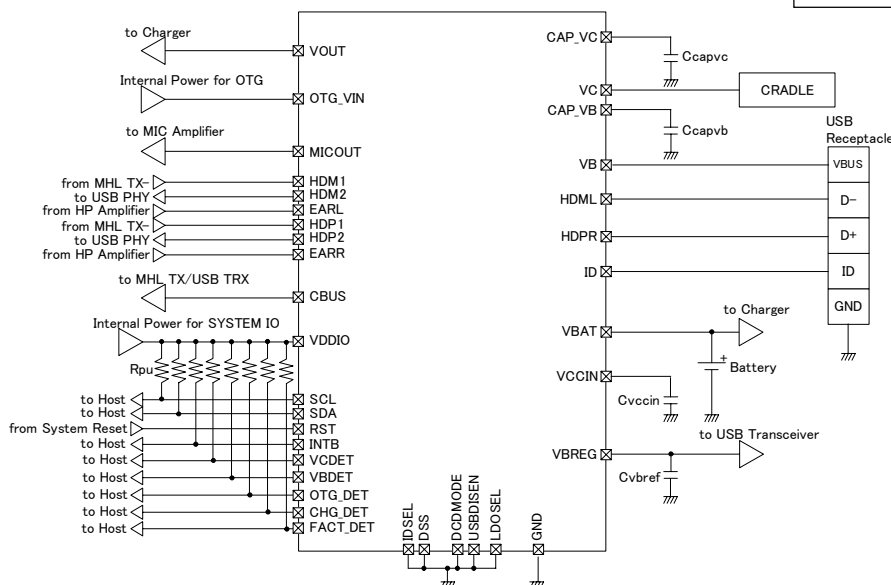 to Charger
VOUT
Internal Power for OTG
OTG_VIN
to MIC Amplifier
MICOUT
from MHL TX-
HDM1
to USB PHY
HDM2
from HP Amplifier
EARL
from MHL TX-
HDP1
to USB PHY
HDP2
from HP Amplifier
EARR
to MHL TX/USB TRX
CBUS
Internal Power for SYSTEM IO
VDDIO
Rpu
to Host
SCL
to Host
SDA
from System Reset
RST
to Host
INTB
to Host
VCDET
to Host
VBDET
to Host
OTG_DET
to Host
CHG_DET
to Host
FACT_DET
IDSEL
DSS
DCDMODE
USBDISEN
LDOSEL
GND
CAP_VC
Ccapvc
VC
CRADLE
CAP_VB
Ccapvb
USB
Receptacle
VB
VBUS
HDML
D-
HDPR
D+
ID
ID
GND
VBAT
to Charger
+
Battery
VCCIN
Cvccin
VBREG
to USB Transceiver
Cvbref